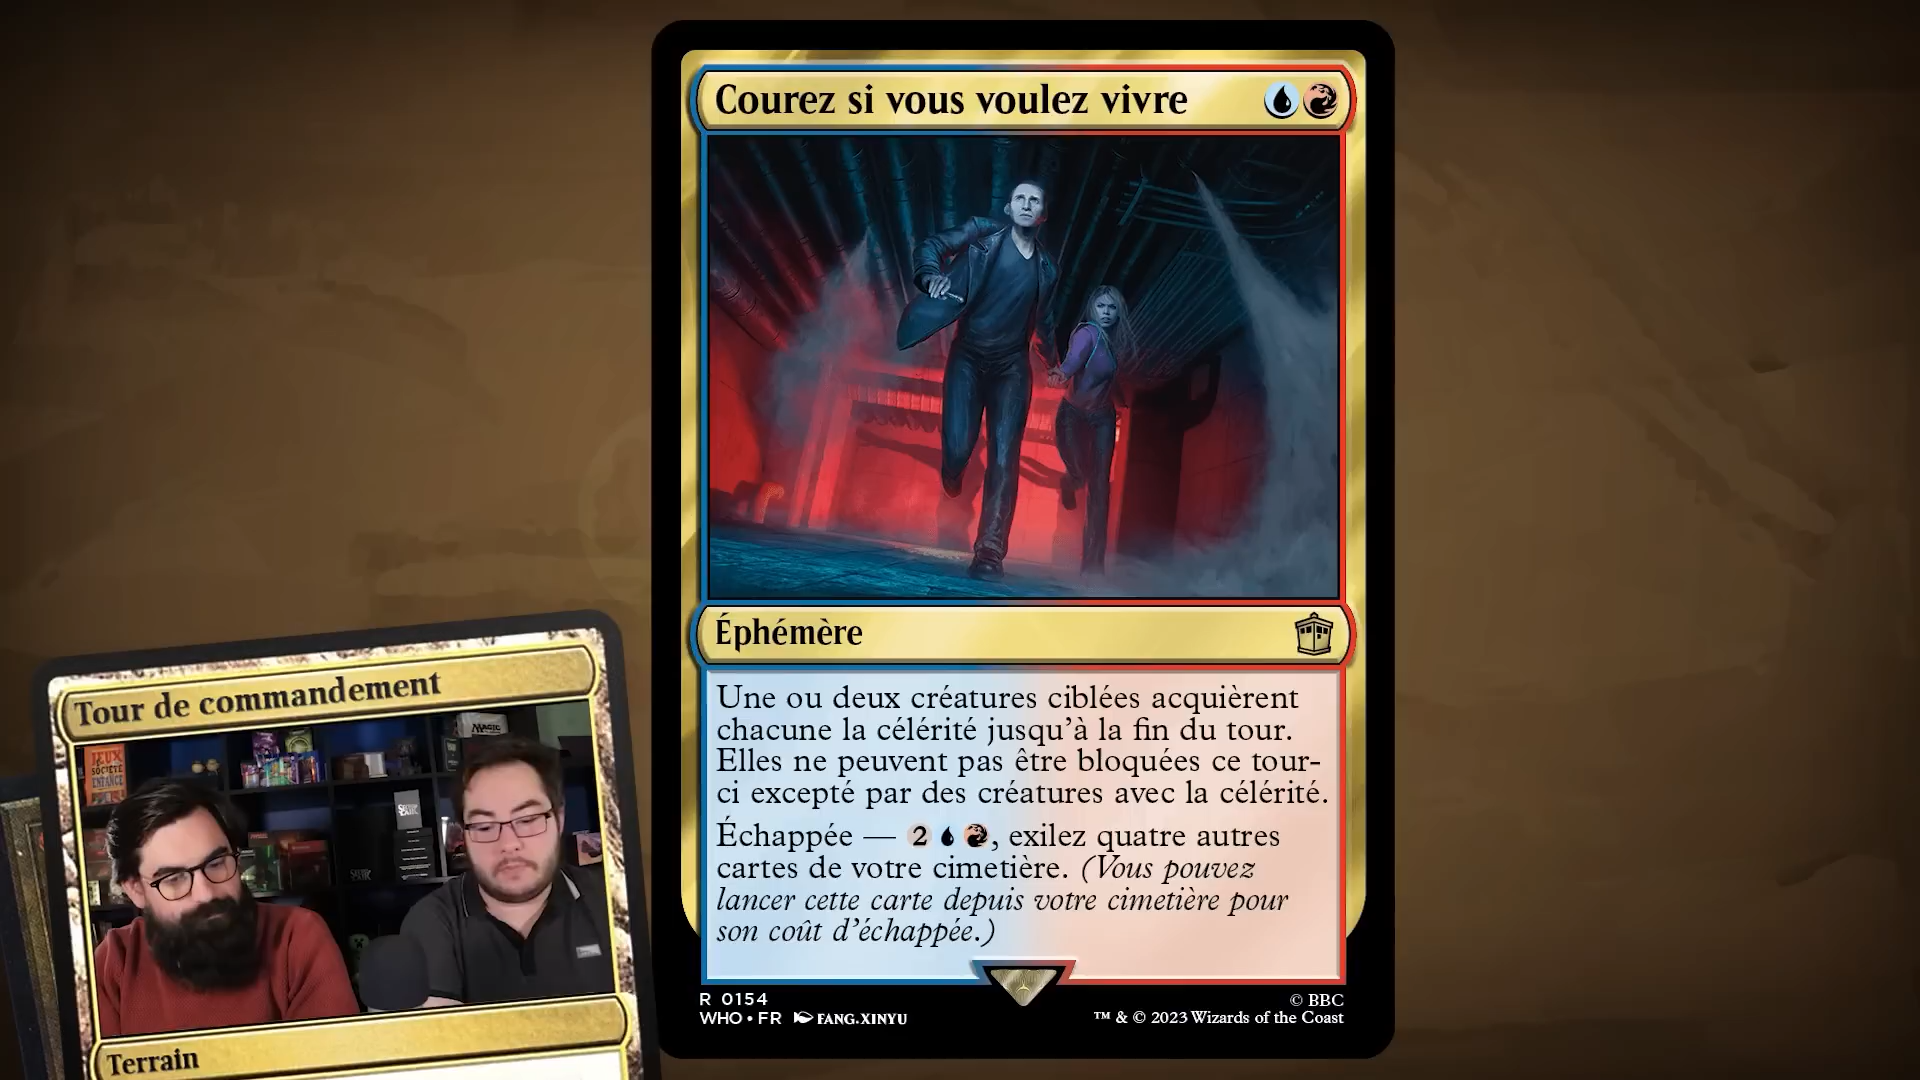 Courez si vous voulez vivre
Éphémère
Une ou deux créatures ciblées acquièrent
chacune la célérité jusqu'à la fin du tour.
Elles ne peuvent pas être bloquées ce tour-
ci excepté par des créatures avec la célérité.
Échappée — 2, exilez quatre autres
cartes de votre cimetière. (Vous pouvez
lancer cette carte depuis votre cimetière pour
son coût d'échappée.)
R 0154
WHO • FR FANG.XINYU
© BBC
™ & © 2023 Wizards of the Coast
Tour de commandement
JEUX
SOCIÉTÉ
ENFANCE
MAGIC
Terrain